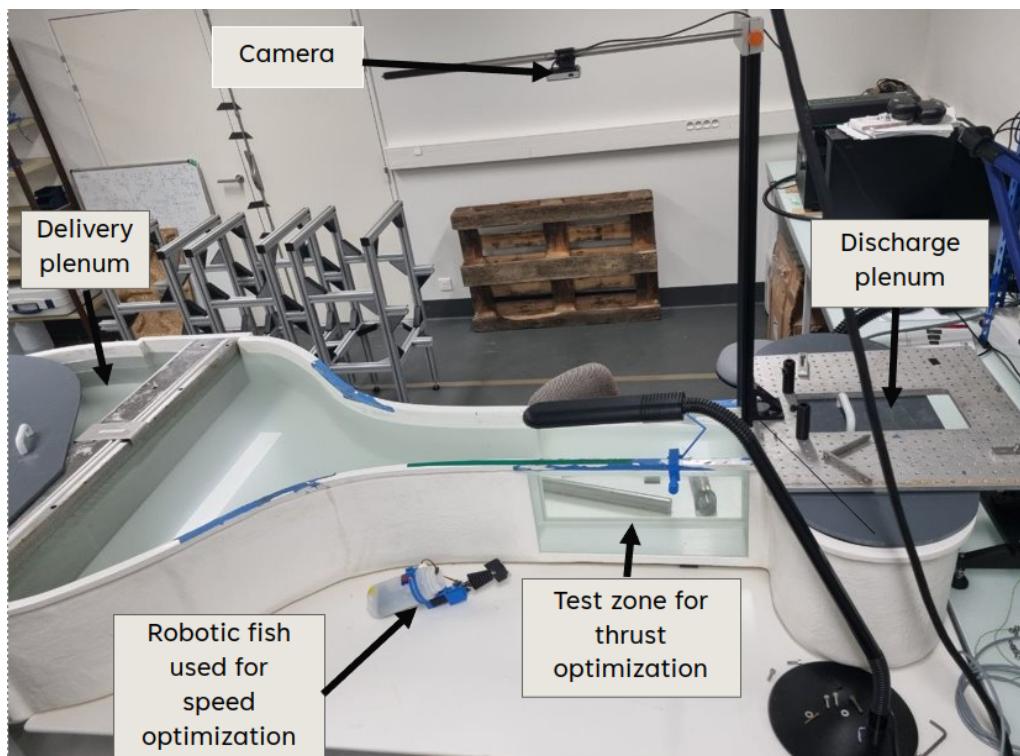 Camera
Delivery
plenum
Discharge
plenum
Test zone for
thrust
optimization
Robotic fish
used for
speed
optimization